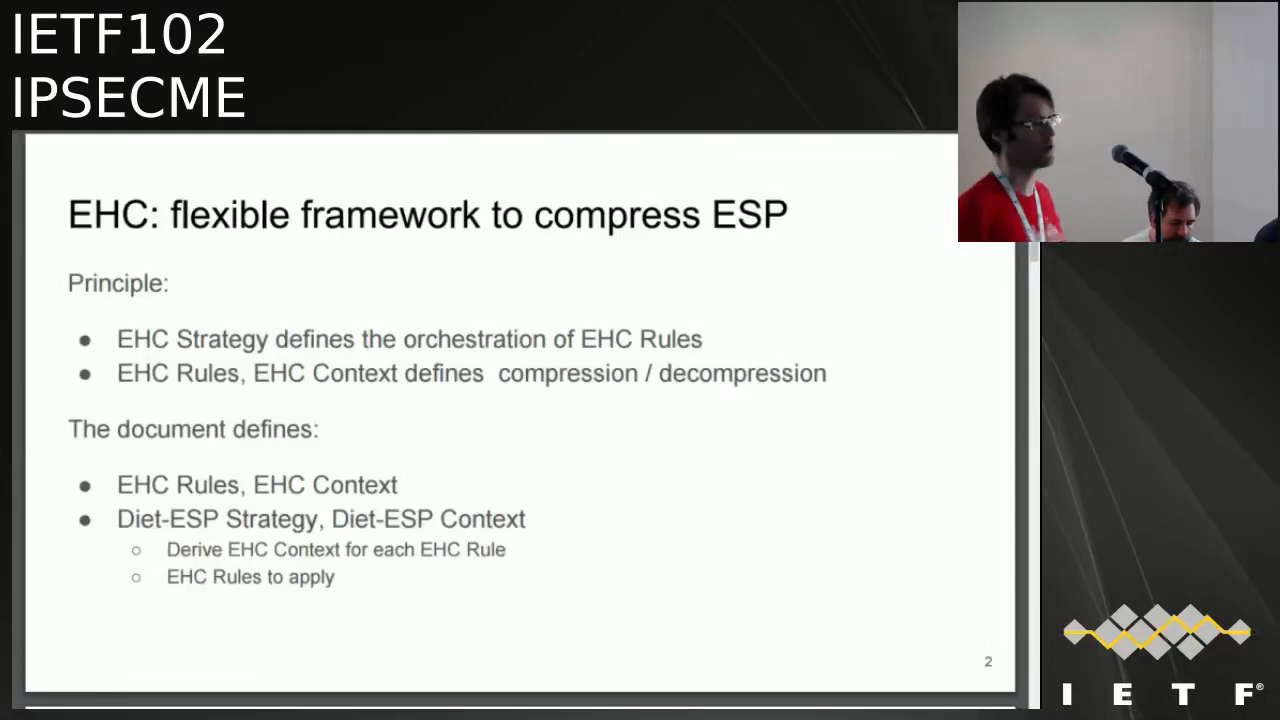 IETF102
IPSECME
EHC: flexible framework to compress ESP
Principle:
● EHC Strategy defines the orchestration of EHC Rules
● EHC Rules, EHC Context defines compression / decompression
The document defines:
● EHC Rules, EHC Context
● Diet-ESP Strategy, Diet-ESP Context
○ Derive EHC Context for each EHC Rule
○ EHC Rules to apply
2
I E T F®